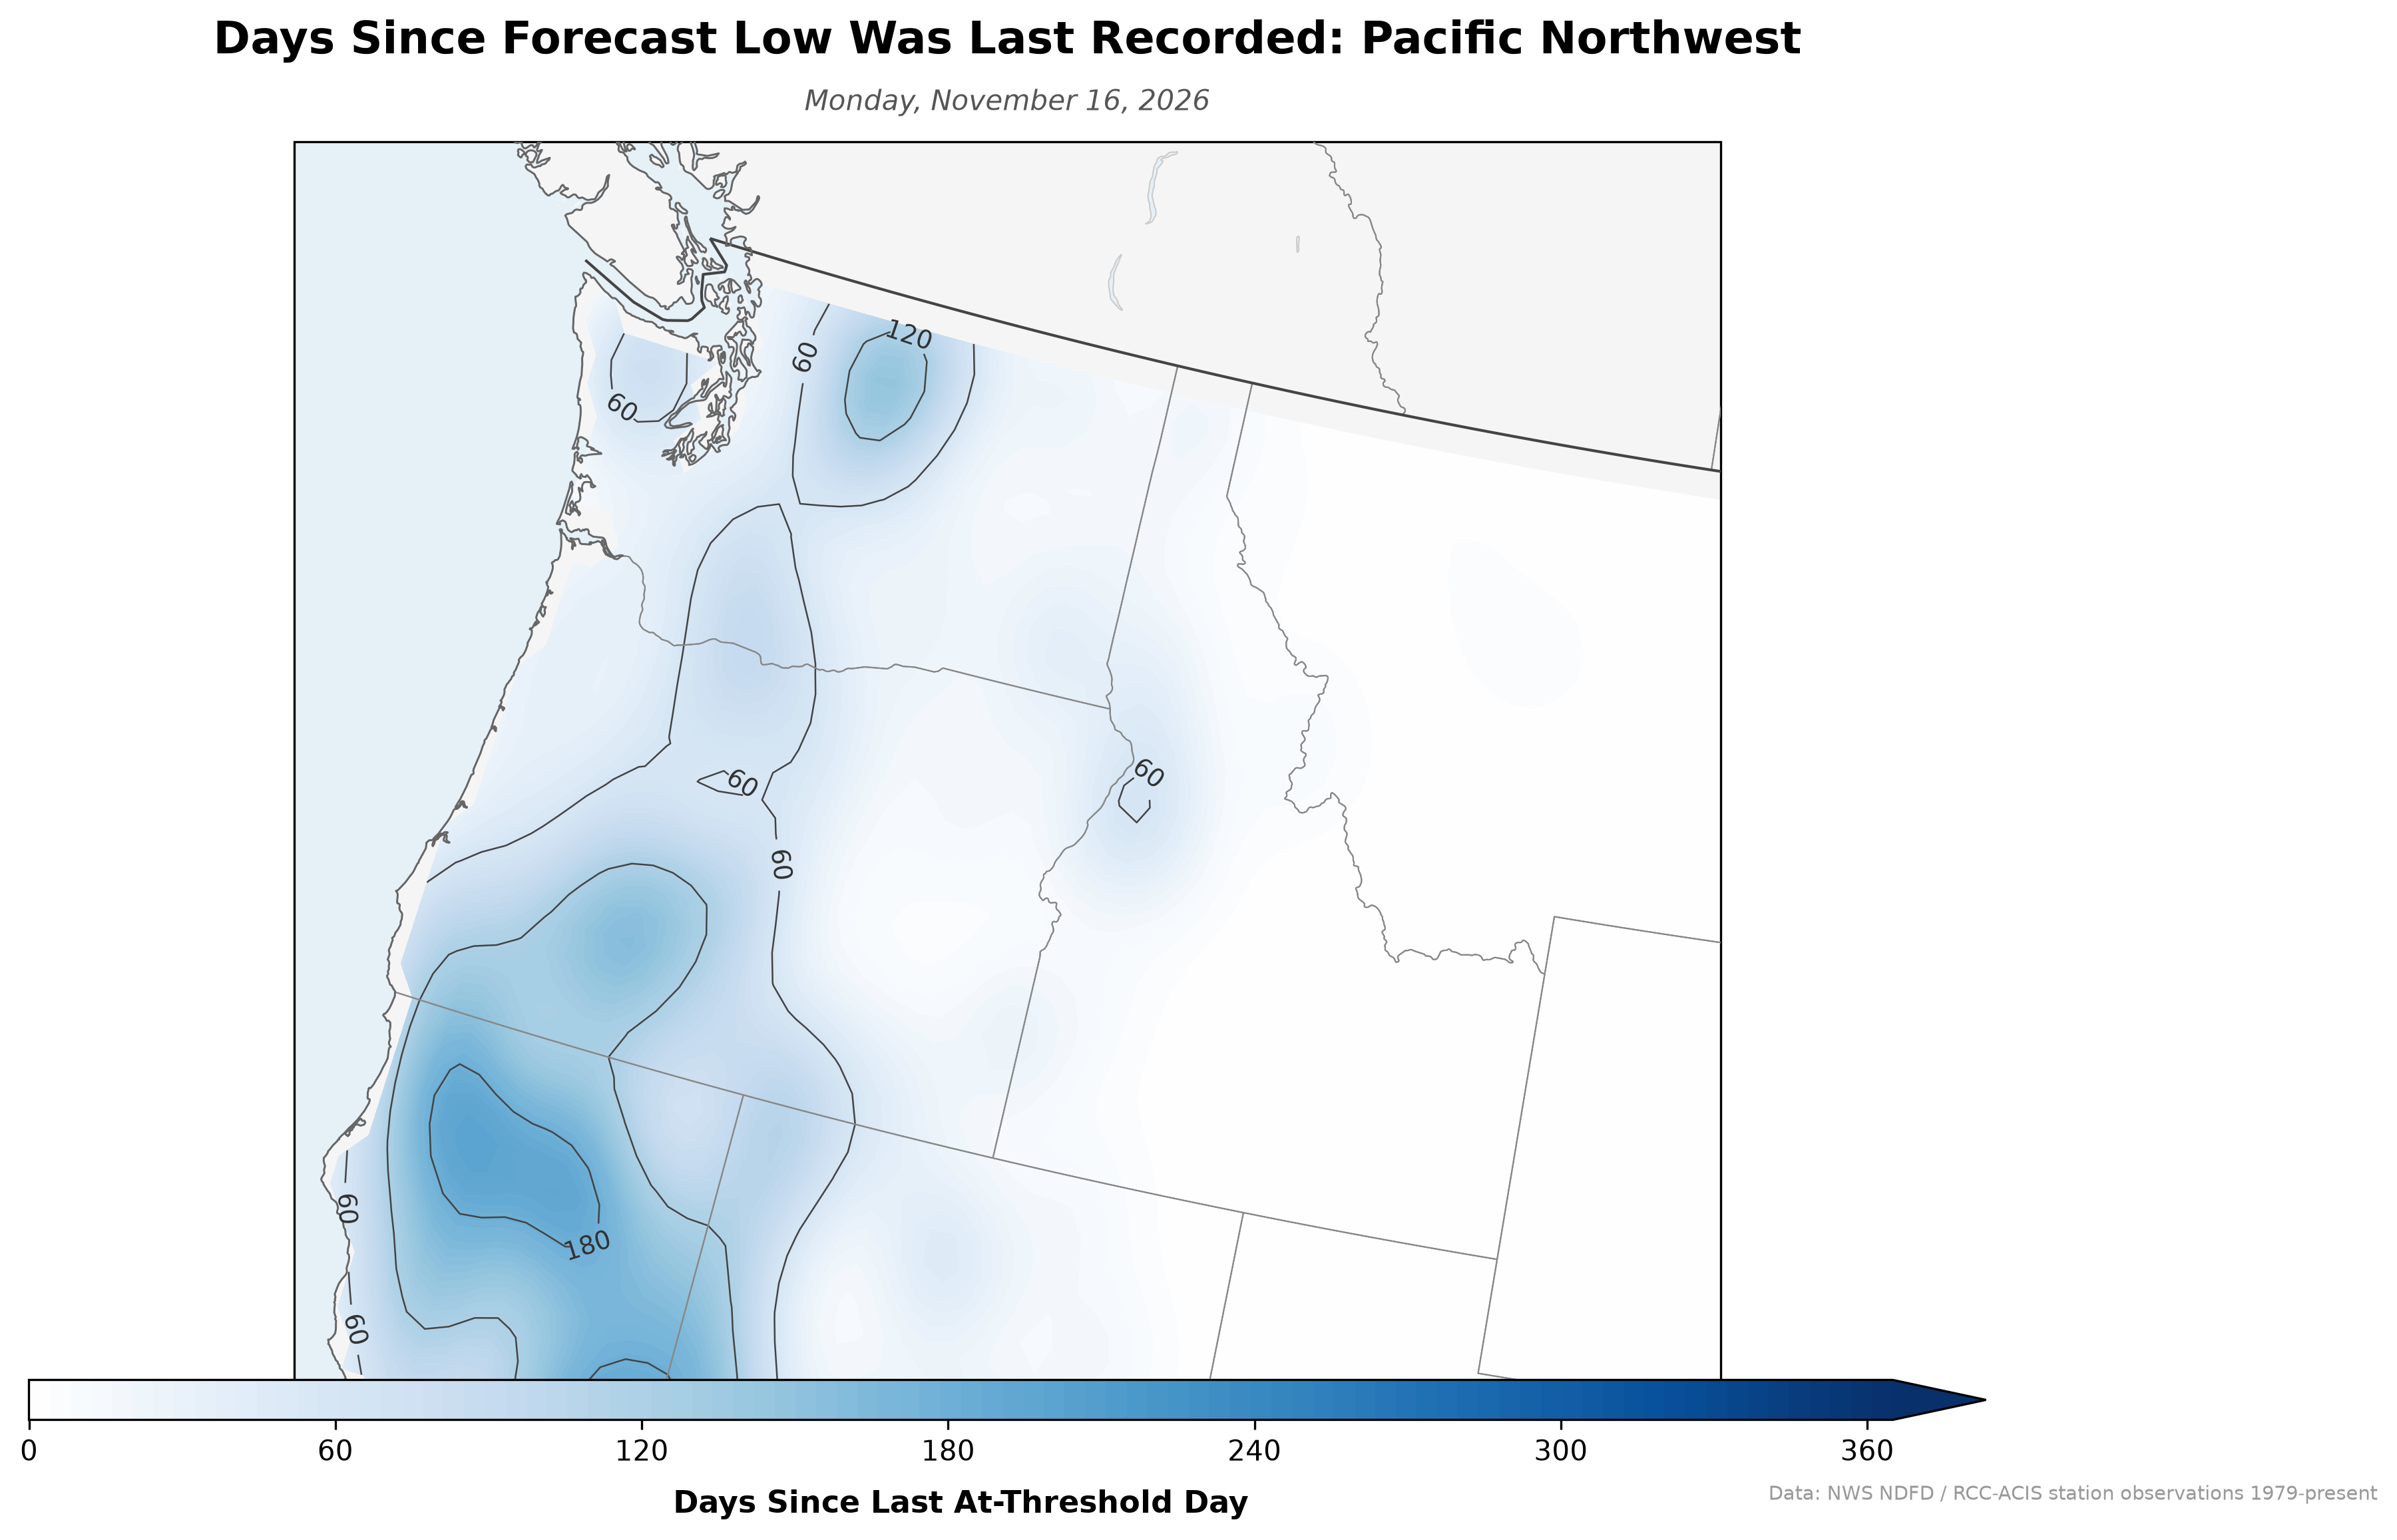 Days Since Forecast Low Was Last Recorded: Pacific Northwest
Monday, November 16, 2026
120
60
60
60
60
60
60
180
60
0 60 120 180 240 300 360
Days Since Last At-Threshold Day
Data: NWS NDFD / RCC-ACIS station observations 1979-present